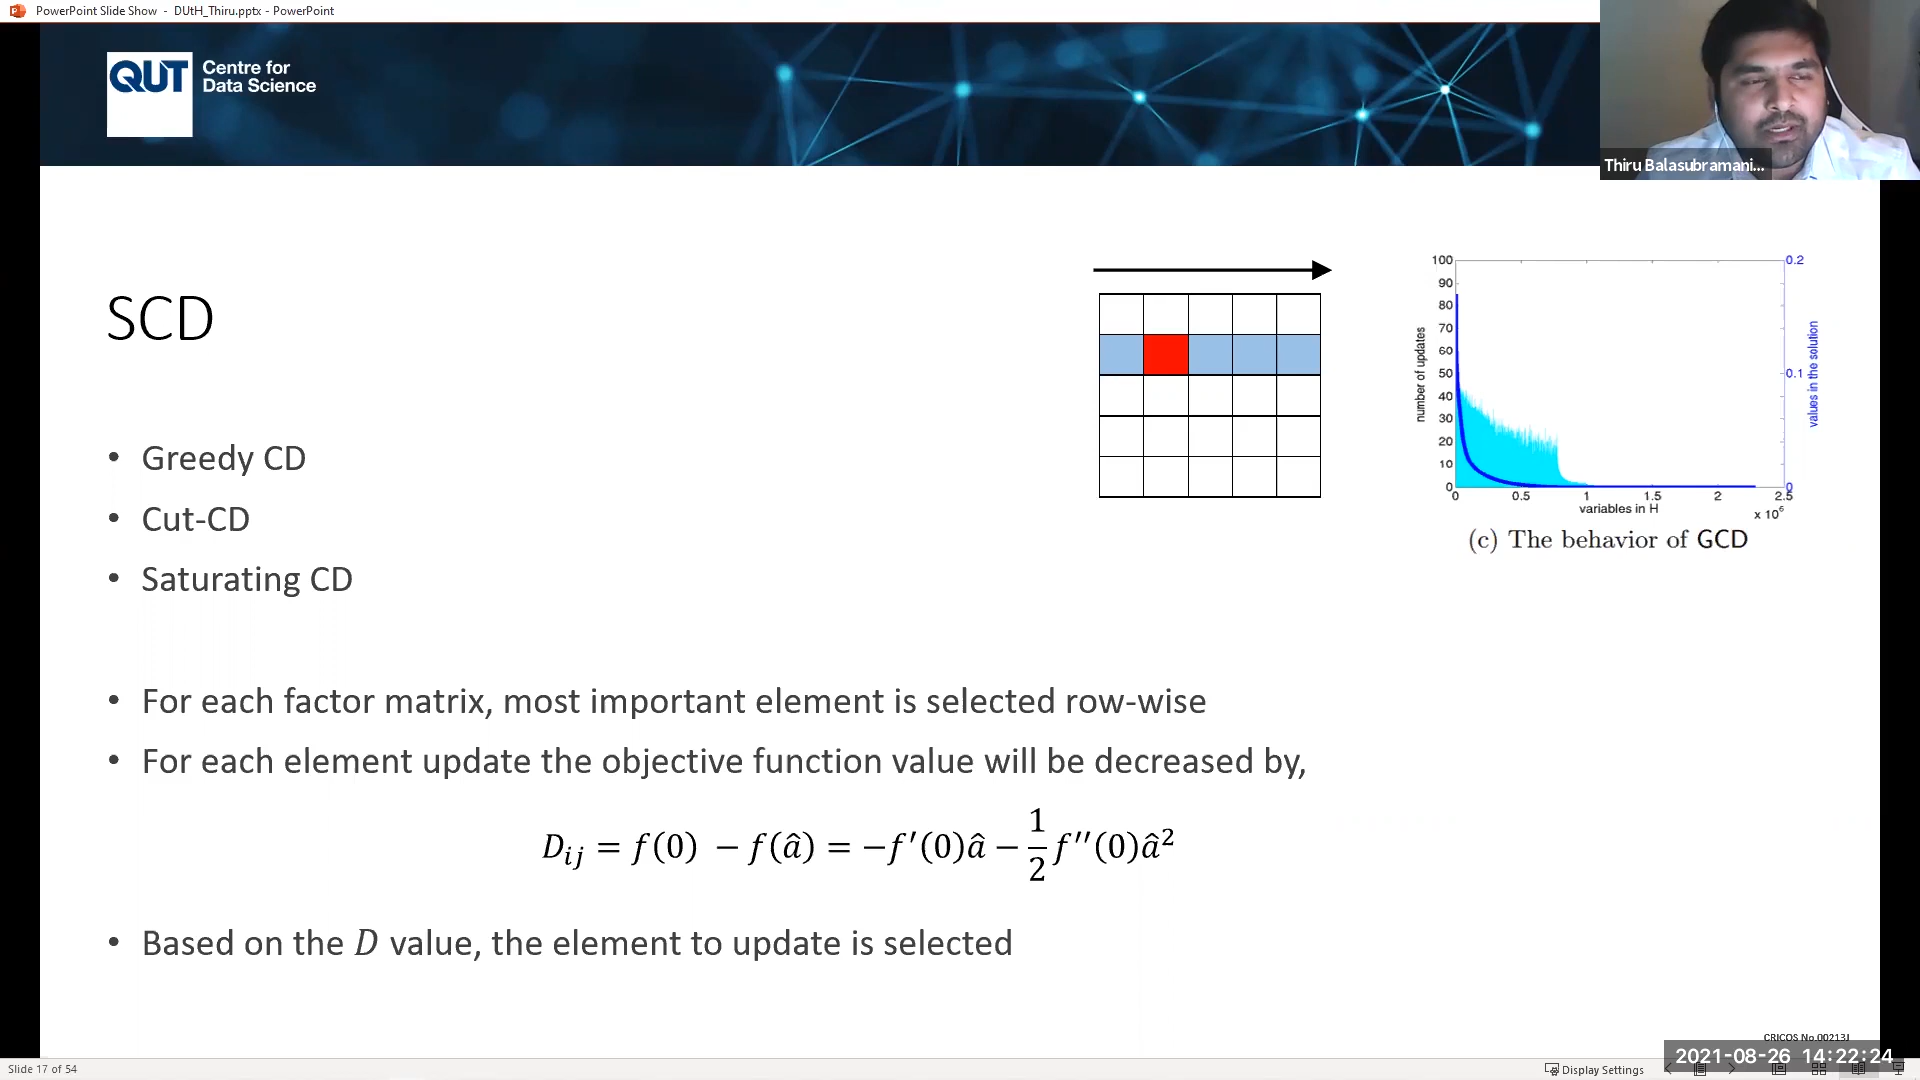 PowerPoint Slide Show - DUtH_Thiru.pptx - PowerPoint
QUT Centre for
Data Science
Thiru Balasubramani...
SCD
• Greedy CD
• Cut-CD
• Saturating CD
100
90
80
70
60
50
40
30
20
10
0
number of updates
0.2
0.1
0
values in the solution
0 0.5 1 1.5 2 2.5
variables in H
x 10⁶
(c) The behavior of GCD
• For each factor matrix, most important element is selected row-wise
• For each element update the objective function value will be decreased by,
D_{ij} = f(0) − f(â) = −f′(0)â − \frac{1}{2} f′′(0)â²
• Based on the D value, the element to update is selected
CRICOS No.00213J
2021-08-26 14:22:24
Slide 17 of 54
Display Settings